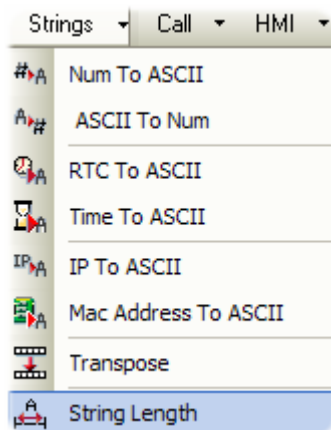 Strings Call HMI
Num To ASCII
ASCII To Num
RTC To ASCII
Time To ASCII
IP To ASCII
Mac Address To ASCII
Transpose
String Length